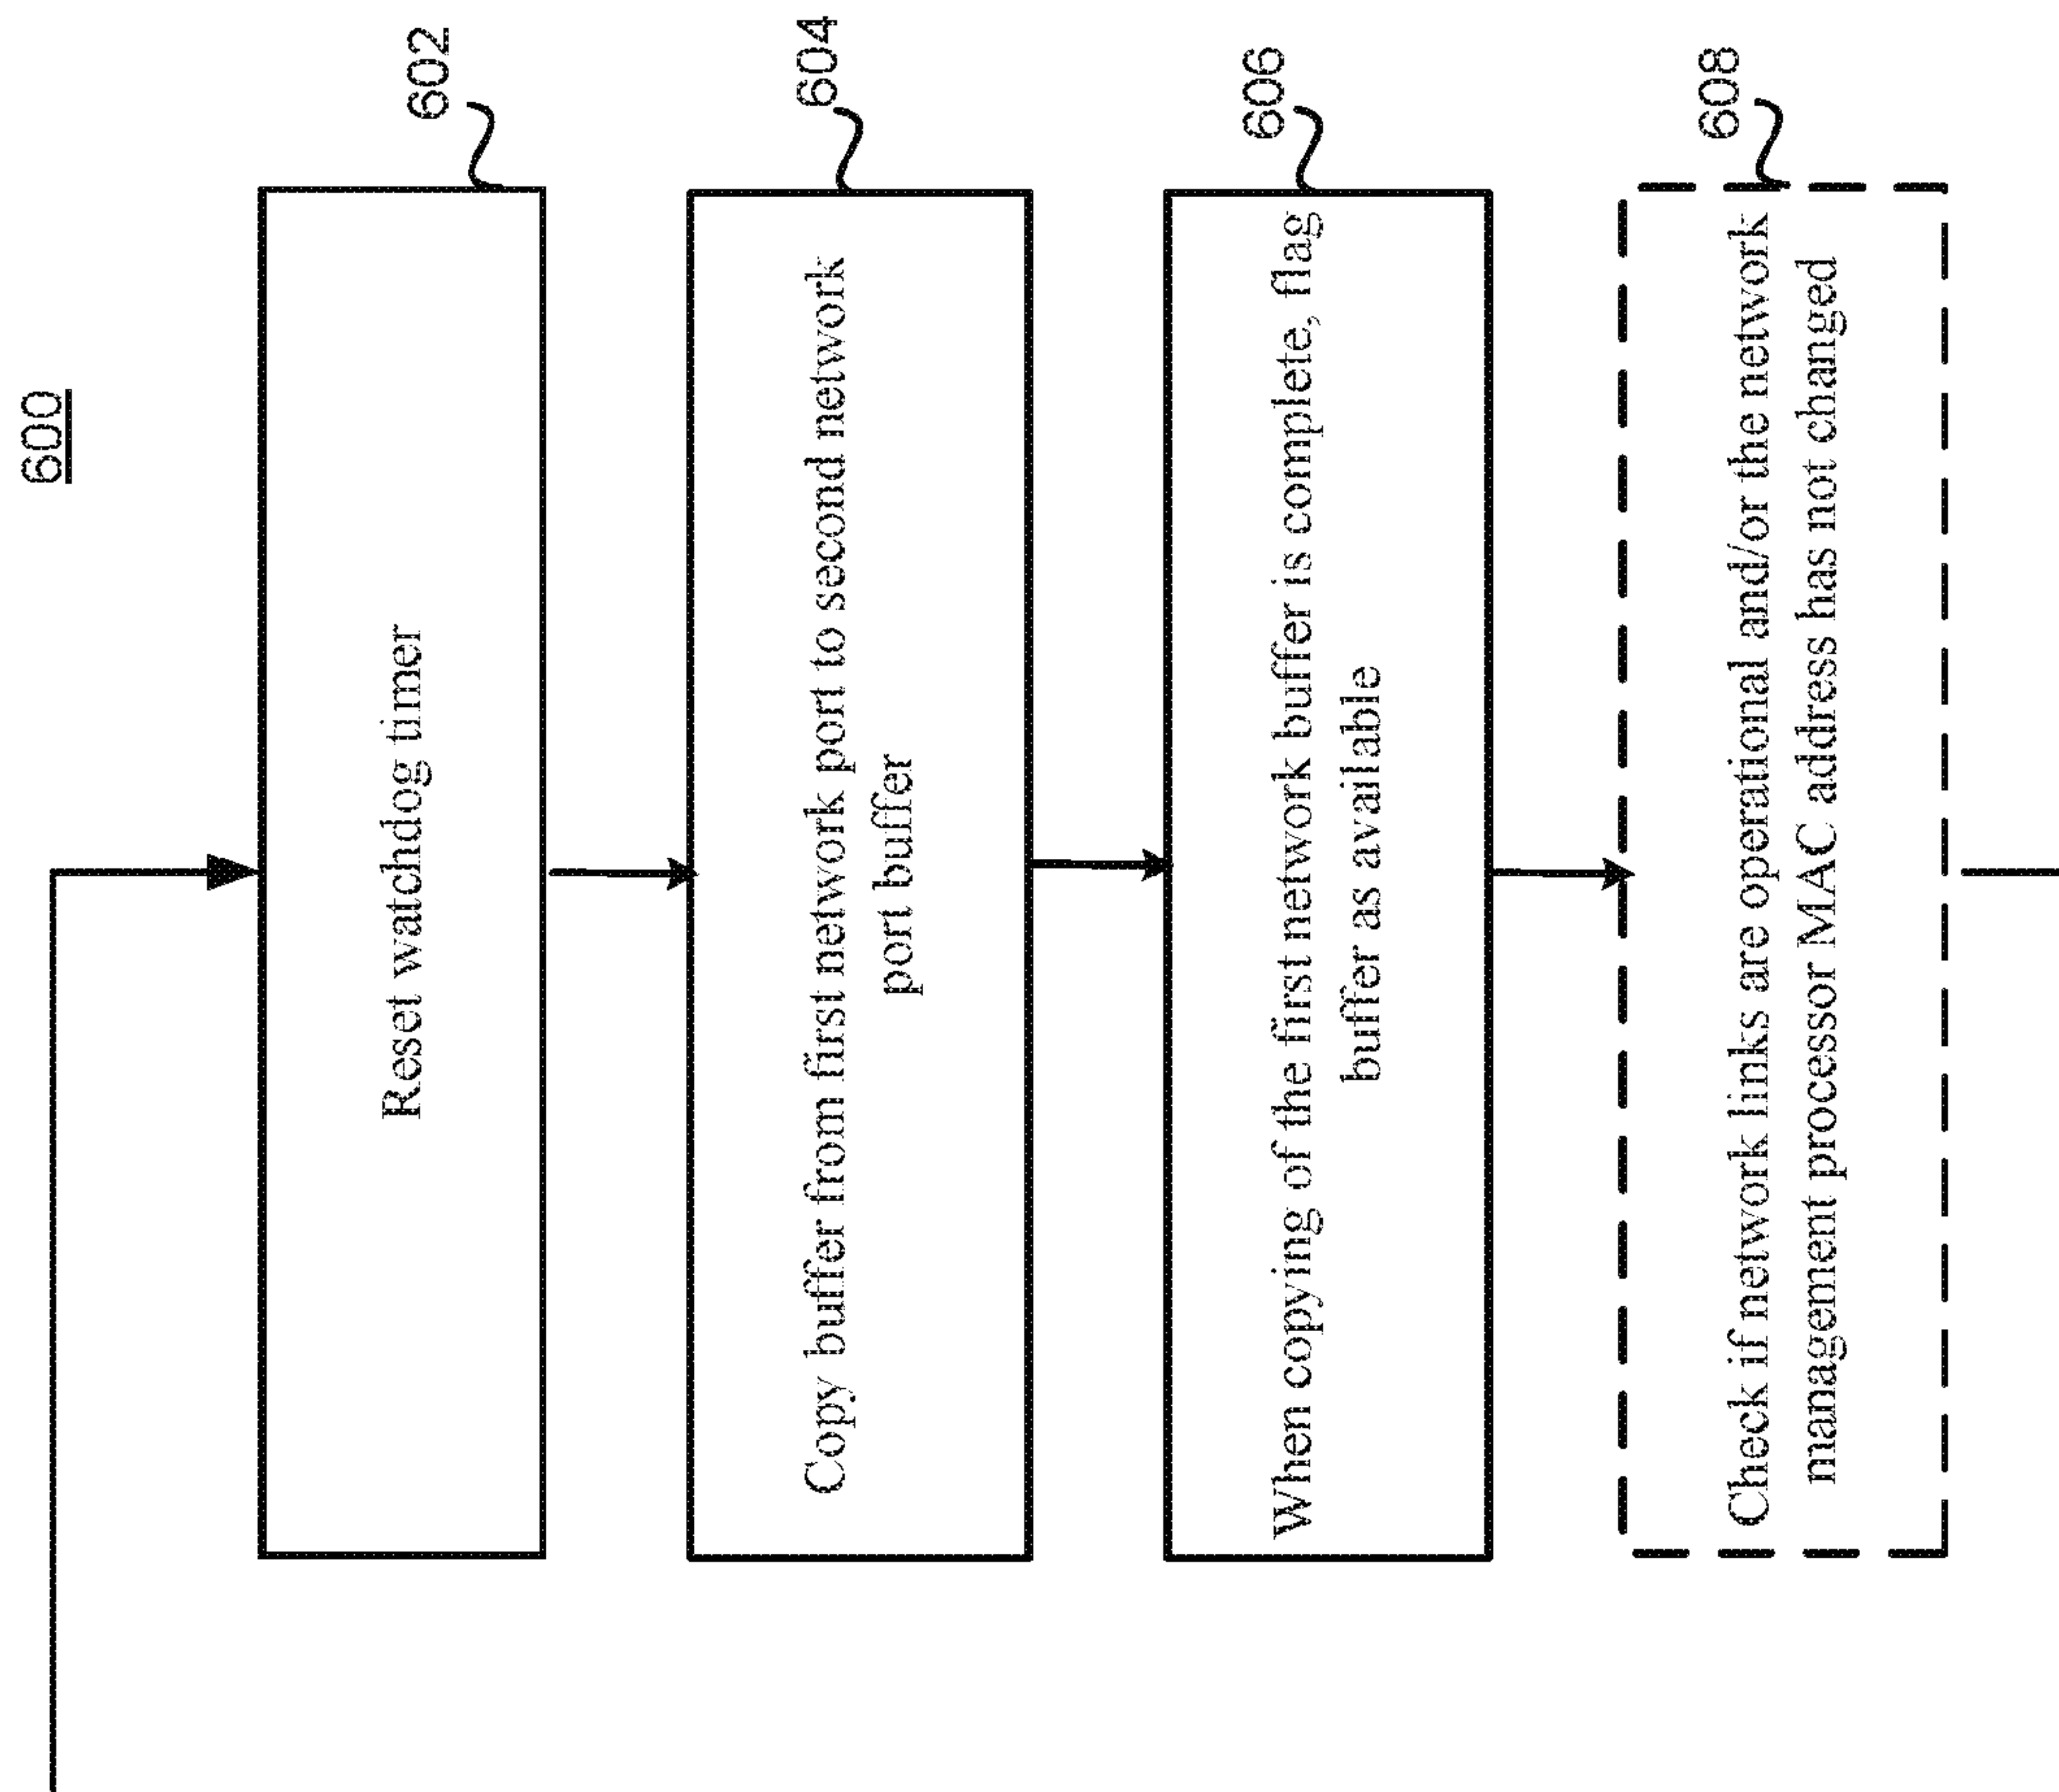 600
602
Reset watchdog timer
604
Copy buffer from first network port to second network
port buffer
606
When copying of the first network buffer is complete, flag
buffer as available
608
Check if network links are operational and/or the network
management processor MAC address has not changed